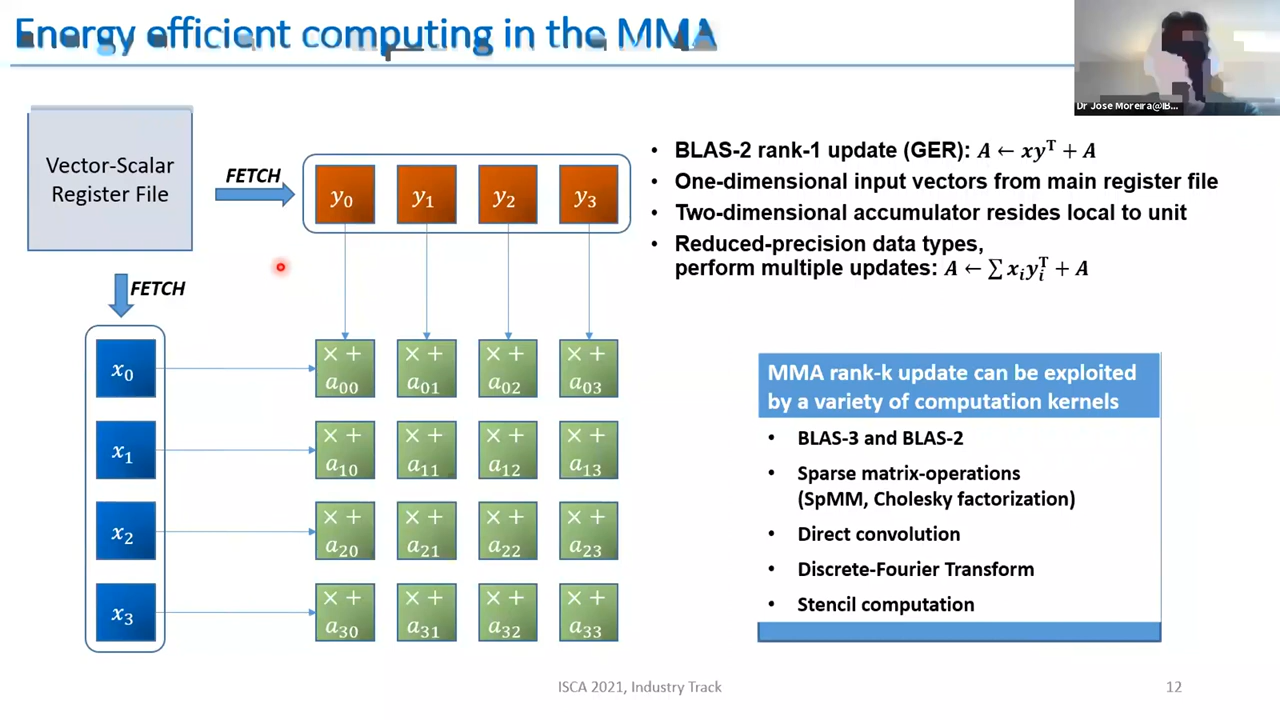 Energy efficient computing in the MMA
Dr Jose Moreira@IB...
Vector-Scalar
Register File
FETCH
y₀ y₁ y₂ y₃
FETCH
x₀
x₁
x₂
x₃
× + × + × + × +
a₀₀ a₀₁ a₀₂ a₀₃
× + × + × + × +
a₁₀ a₁₁ a₁₂ a₁₃
× + × + × + × +
a₂₀ a₂₁ a₂₂ a₂₃
× + × + × + × +
a₃₀ a₃₁ a₃₂ a₃₃
• BLAS-2 rank-1 update (GER): A ← xyᵀ + A
• One-dimensional input vectors from main register file
• Two-dimensional accumulator resides local to unit
• Reduced-precision data types,
perform multiple updates: A ← ∑ xᵢyᵢᵀ + A
MMA rank-k update can be exploited
by a variety of computation kernels
• BLAS-3 and BLAS-2
• Sparse matrix-operations
(SpMM, Cholesky factorization)
• Direct convolution
• Discrete-Fourier Transform
• Stencil computation
ISCA 2021, Industry Track
12